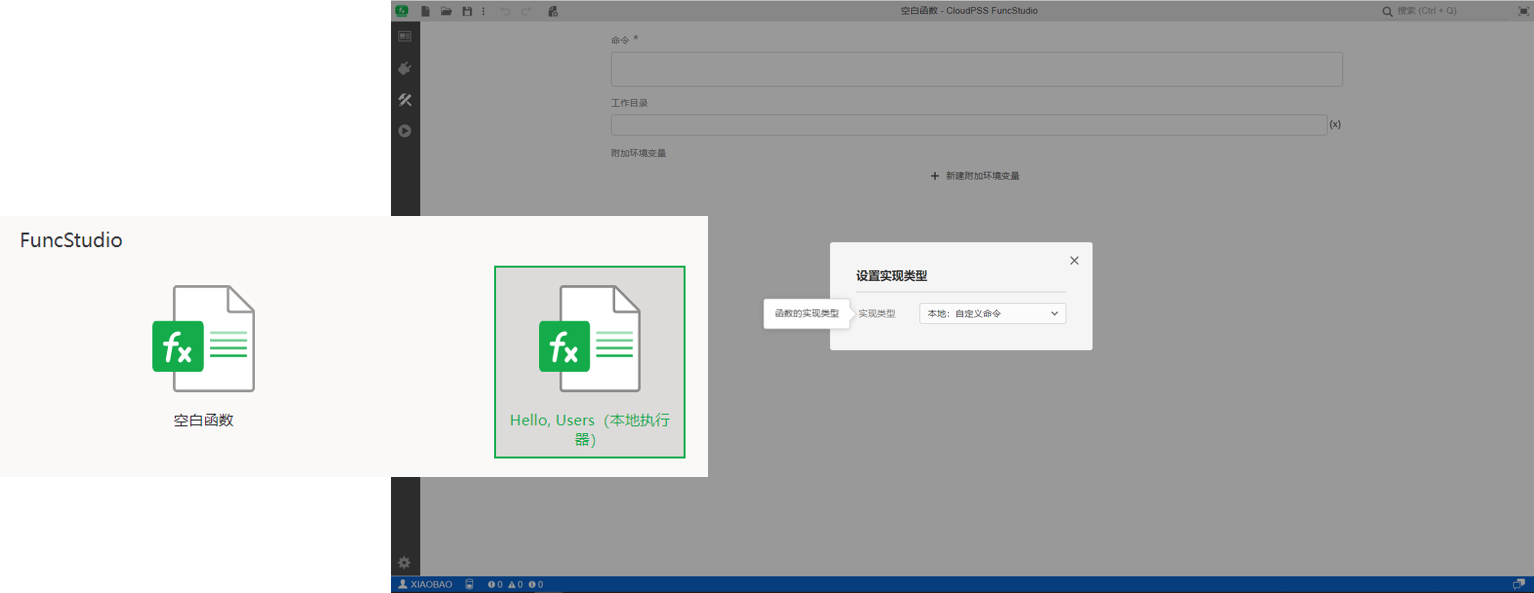 空白函数 - CloudPSS FuncStudio
搜索 (Ctrl + Q)
命令 *
工作目录
(x)
附加环境变量
+ 新建附加环境变量
FuncStudio
fx
空白函数
fx
Hello, Users（本地执行
器）
设置实现类型
函数的实现类型
实现类型
本地：自定义命令
XIAOBAO
0
0
0